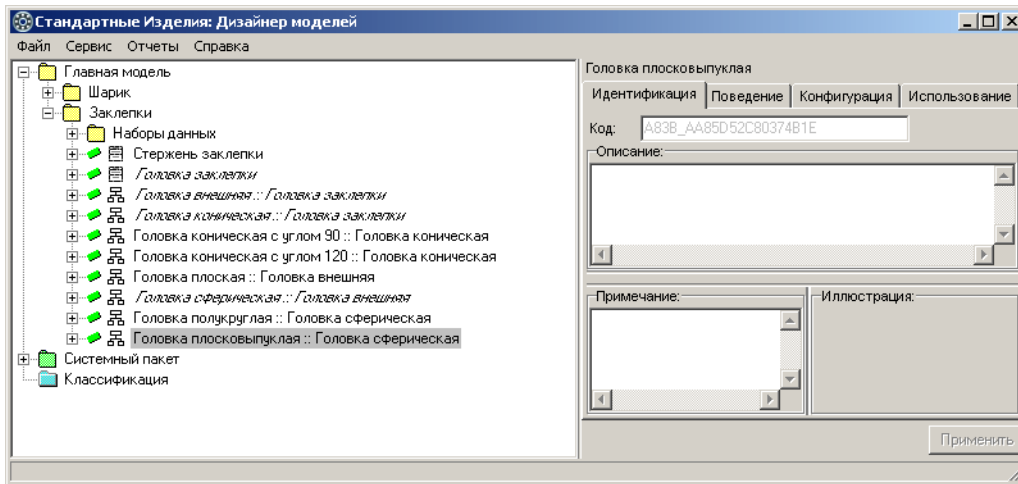 Стандартные Изделия: Дизайнер моделей
Файл Сервис Отчеты Справка
Главная модель
Шарик
Заклепки
Наборы данных
Стержень заклепки
Головка заклепки
Головка внешняя :: Головка заклепки
Головка коническая :: Головка заклепки
Головка коническая с углом 90 :: Головка коническая
Головка коническая с углом 120 :: Головка коническая
Головка плоская :: Головка внешняя
Головка сферическая :: Головка внешняя
Головка полукруглая :: Головка сферическая
Головка плосковыпуклая :: Головка сферическая
Системный пакет
Классификация
Головка плосковыпуклая
Идентификация Поведение Конфигурация Использование
Код: A83B_AA85D52C80374B1E
Описание:
Примечание: Иллюстрация:
Применить